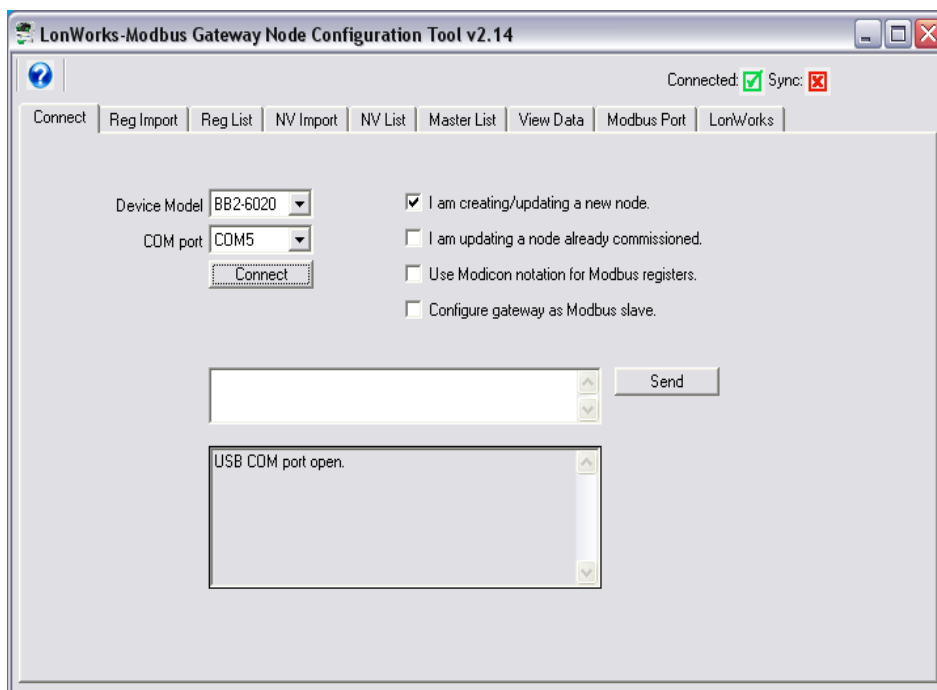 LonWorks-Modbus Gateway Node Configuration Tool v2.14
Connected: Sync:
Connect Reg Import Reg List NV Import NV List Master List View Data Modbus Port LonWorks
Device Model BB2-6020 I am creating/updating a new node.
COM port COM5 I am updating a node already commissioned.
Connect Use Modicon notation for Modbus registers.
Configure gateway as Modbus slave.
Send
USB COM port open.